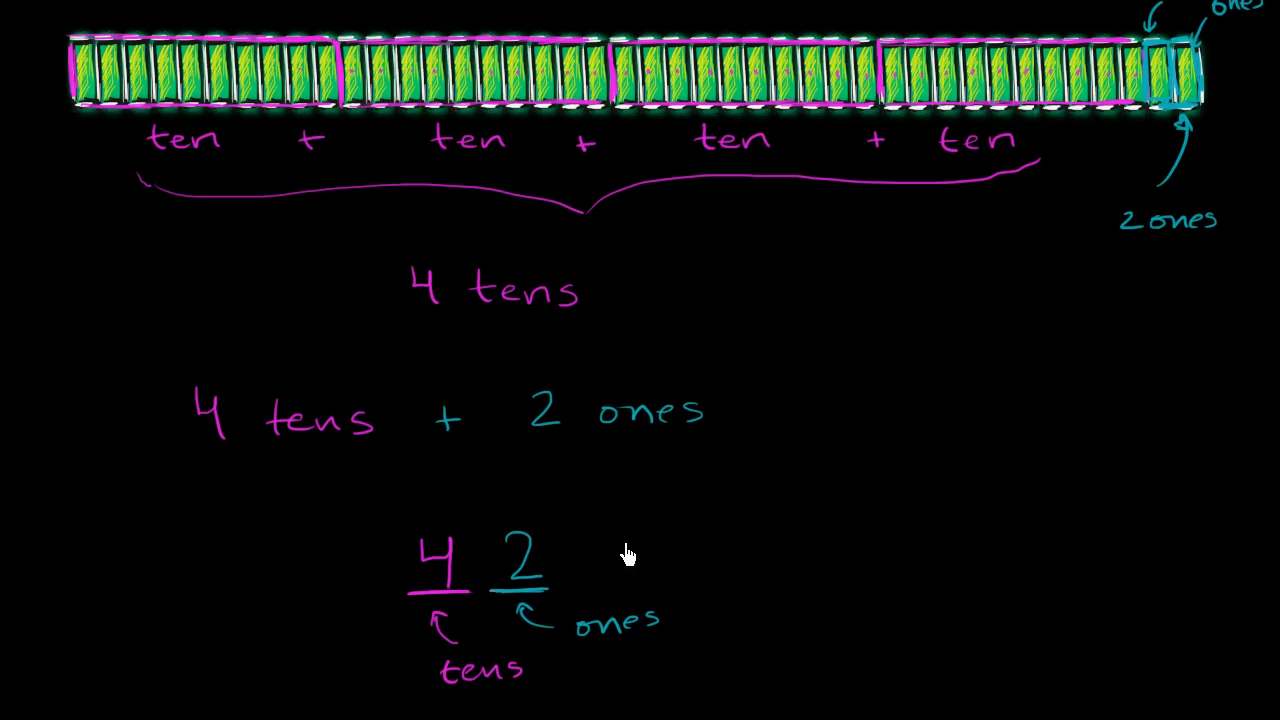 ones
ten + ten + ten + ten
2 ones
4 tens
4 tens + 2 ones
4 2
ones
tens